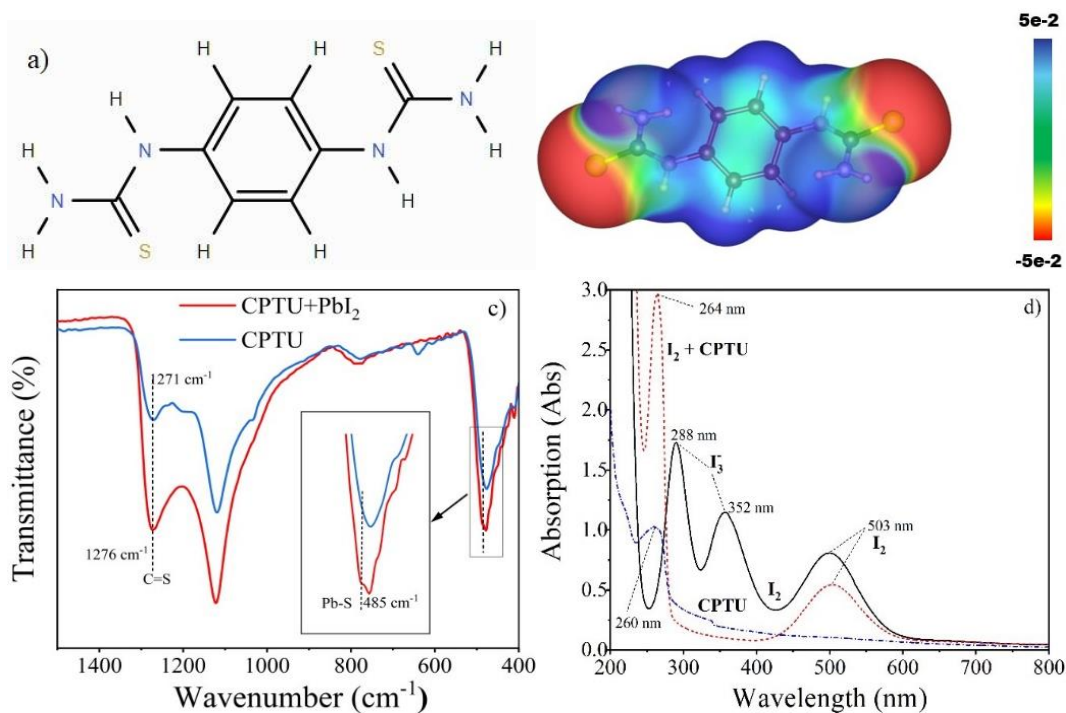 a)
H
H
S
H
H
N
H
N
H
N
H
N
H
H
S
H
H
5e-2
-5e-2
c)
CPTU+PbI2
CPTU
1271 cm-1
1276 cm-1
C=S
Pb-S
485 cm-1
Transmittance (%)
1400
1200
1000
800
600
400
Wavenumber (cm-1)
d)
3.0
2.5
2.0
1.5
1.0
0.5
0.0
Absorption (Abs)
264 nm
I2 + CPTU
288 nm
I3-
352 nm
503 nm
I2
I2
260 nm
CPTU
200
300
400
500
600
700
800
Wavelength (nm)